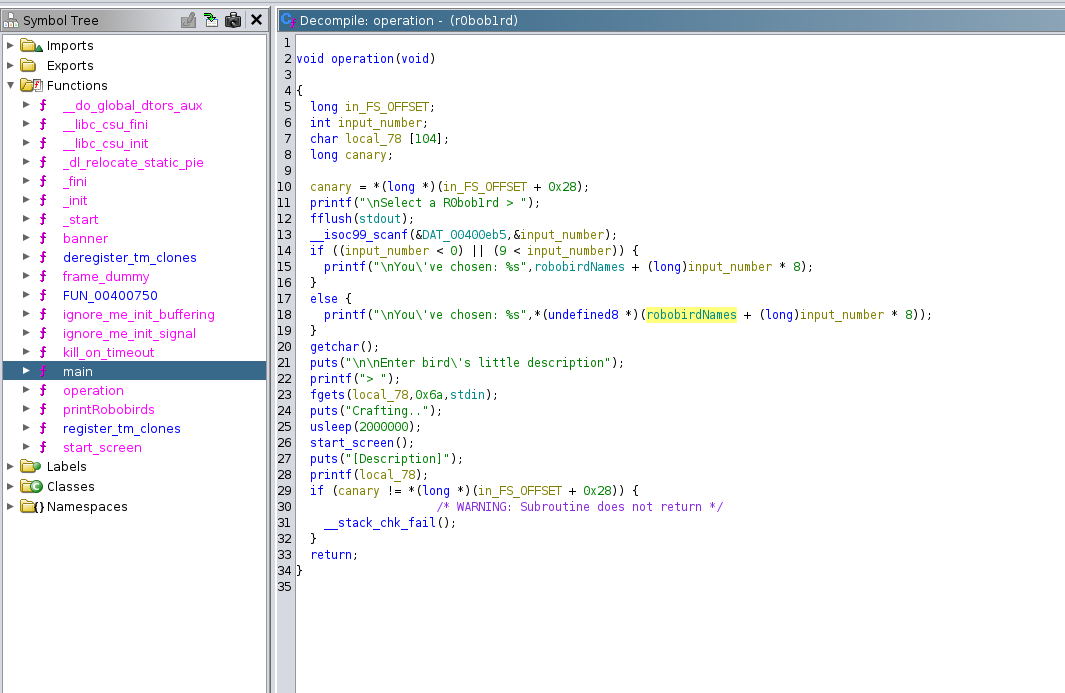 Symbol Tree
Imports
Exports
Functions
f __do_global_dtors_aux
f __libc_csu_fini
f __libc_csu_init
f _dl_relocate_static_pie
f _fini
f _init
f _start
f banner
f deregister_tm_clones
f frame_dummy
f FUN_00400750
f ignore_me_init_buffering
f ignore_me_init_signal
f kill_on_timeout
f main
f operation
f printRobobirds
f register_tm_clones
f start_screen
Labels
Classes
Namespaces
Decompile: operation - (r0bob1rd)
1
2 void operation(void)
3
4 {
5 long in_FS_OFFSET;
6 int input_number;
7 char local_78 [104];
8 long canary;
9
10 canary = *(long *)(in_FS_OFFSET + 0x28);
11 printf("\nSelect a R0bob1rd > ");
12 fflush(stdout);
13 __isoc99_scanf(&DAT_00400eb5,&input_number);
14 if ((input_number < 0) || (9 < input_number)) {
15 printf("\nYou\'ve chosen: %s",robobirdNames + (long)input_number * 8);
16 }
17 else {
18 printf("\nYou\'ve chosen: %s",*(undefined8 *)(robobirdNames + (long)input_number * 8));
19 }
20 getchar();
21 puts("\n\nEnter bird\'s little description");
22 printf("> ");
23 fgets(local_78,0x6a,stdin);
24 puts("Crafting..");
25 usleep(2000000);
26 start_screen();
27 puts("[Description]");
28 printf(local_78);
29 if (canary != *(long *)(in_FS_OFFSET + 0x28)) {
30 /* WARNING: Subroutine does not return */
31 __stack_chk_fail();
32 }
33 return;
34 }
35